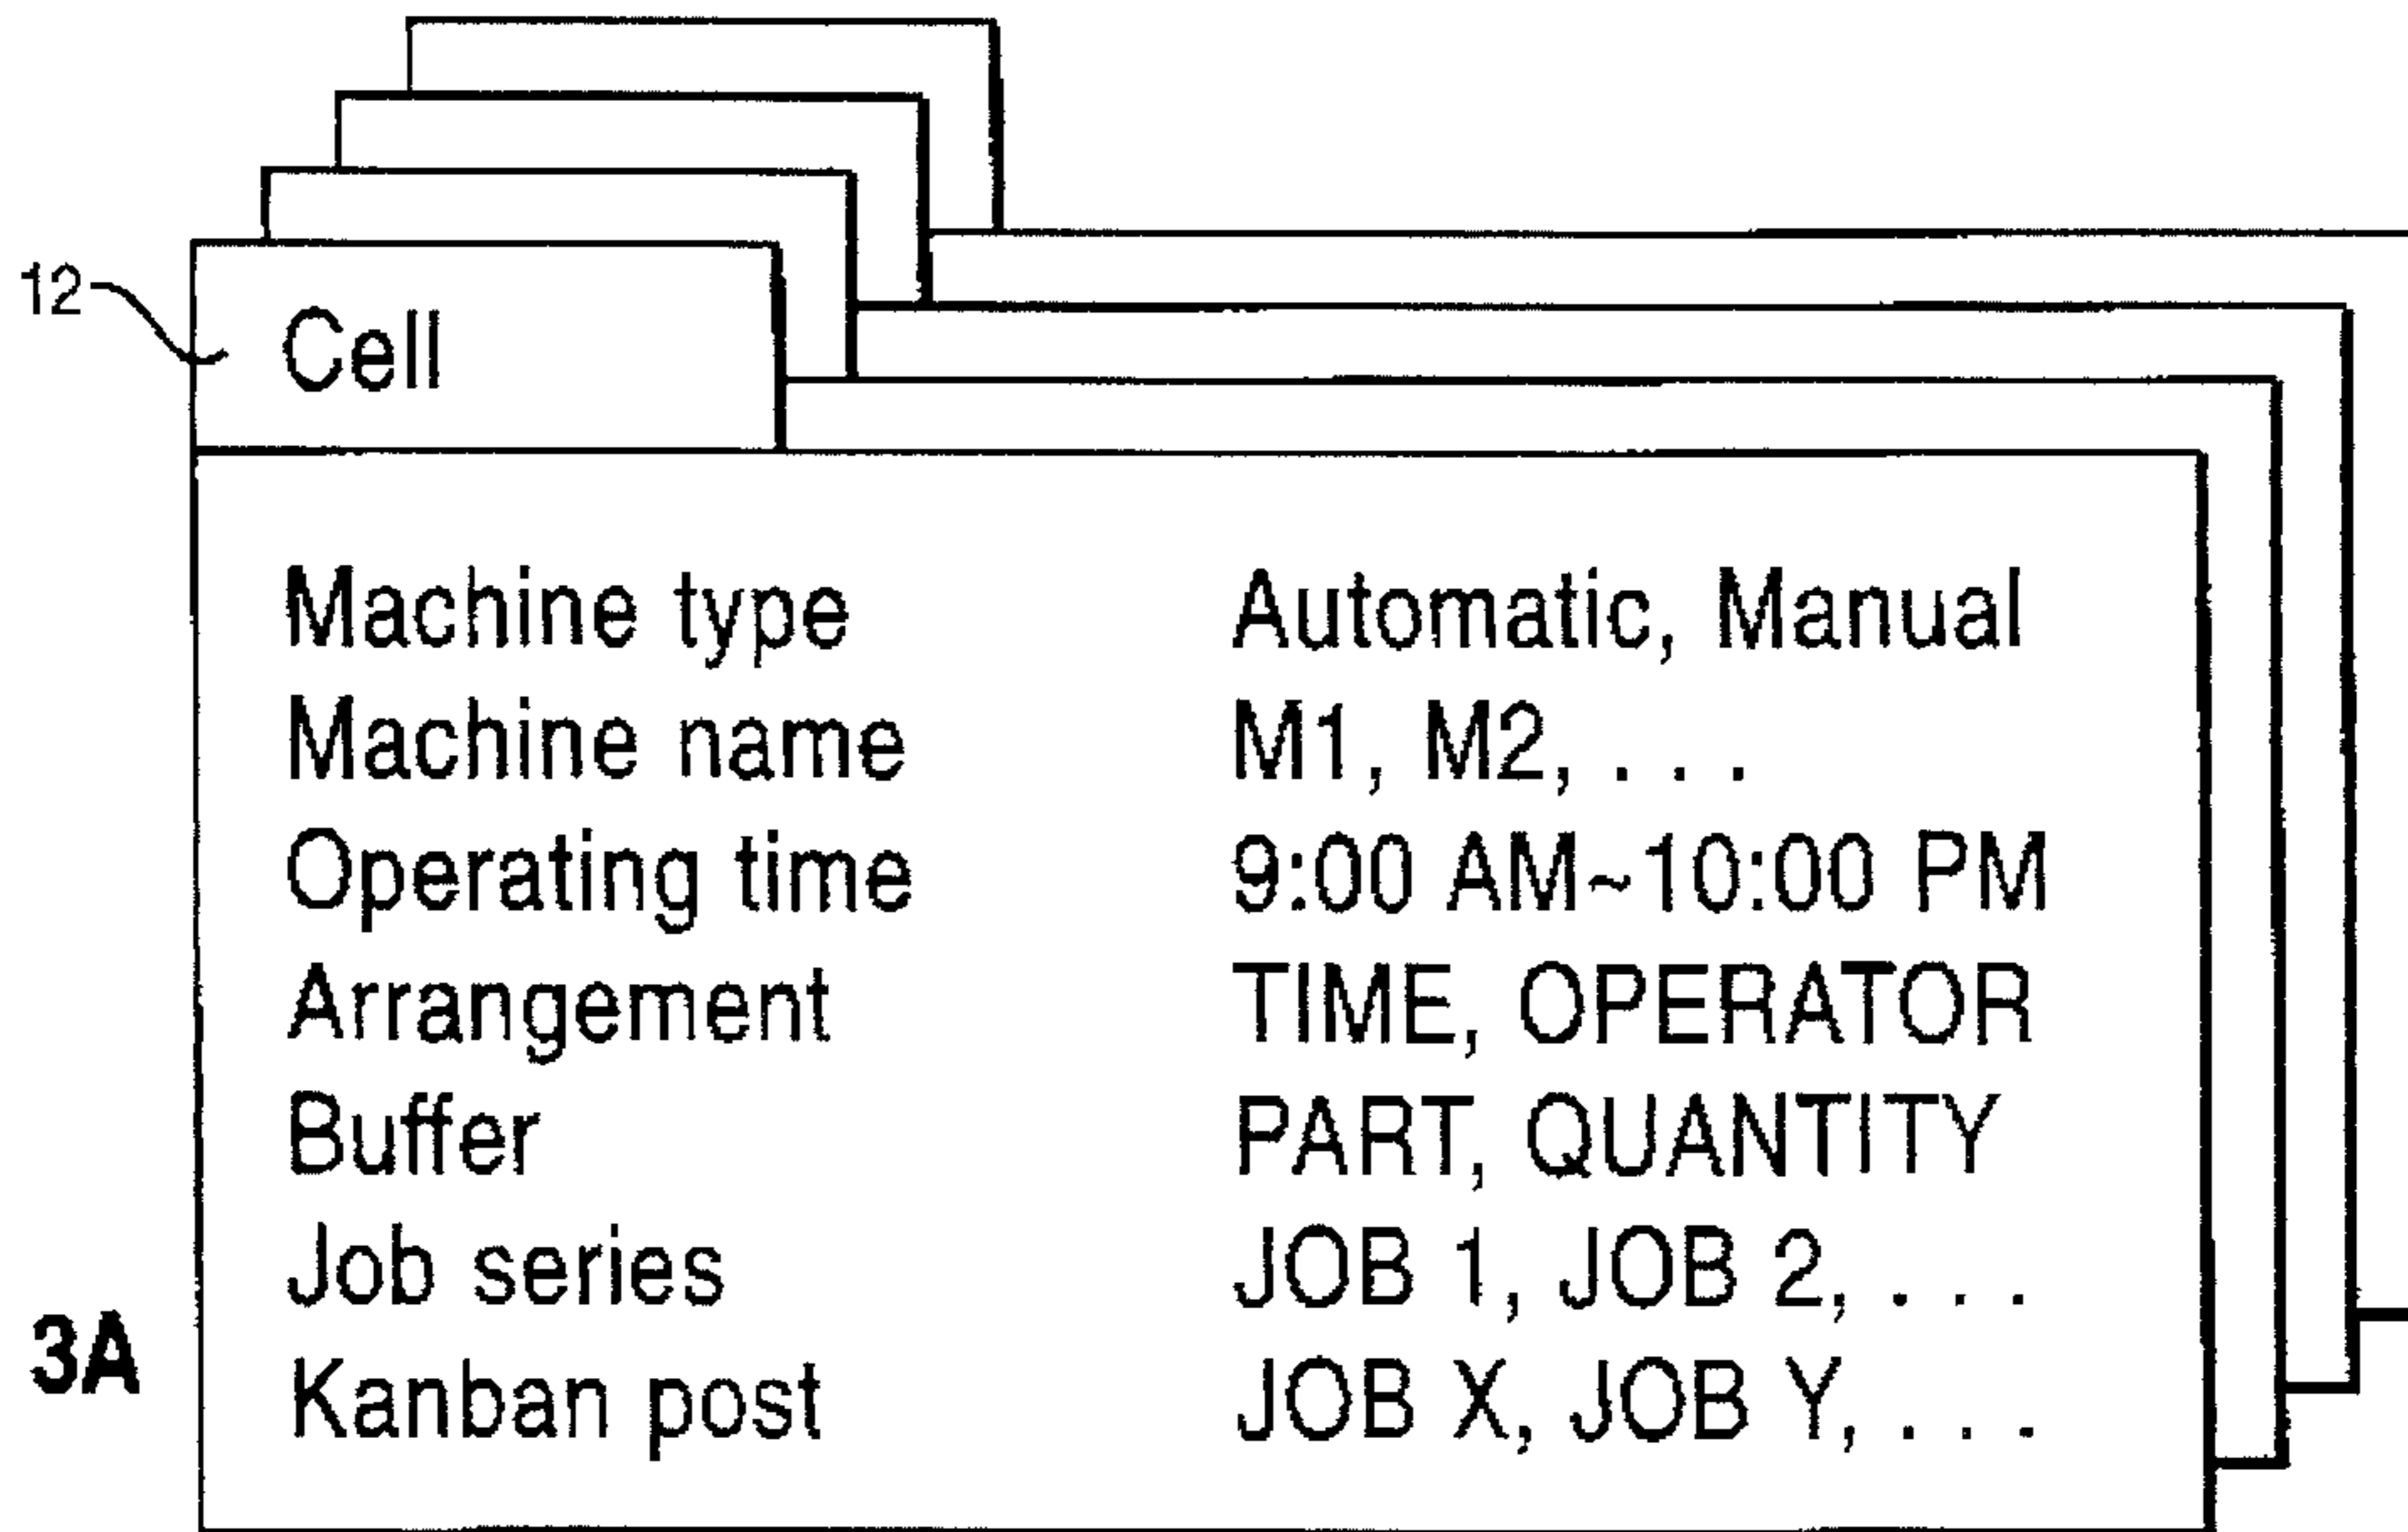 12
Cell
Machine type Automatic, Manual
Machine name M1, M2, . . .
Operating time 9:00 AM~10:00 PM
Arrangement TIME, OPERATOR
Buffer PART, QUANTITY
Job series JOB 1, JOB 2, . . .
3A
Kanban post JOB X, JOB Y, . . .